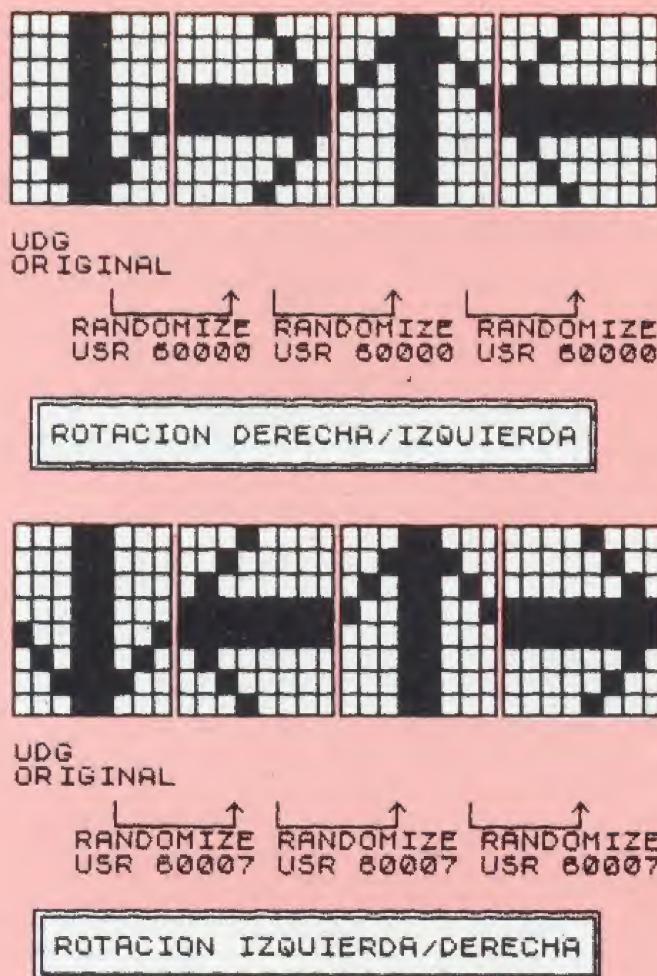 UDG
ORIGINAL
RANDOMIZE RANDOMIZE RANDOMIZE
USR 60000 USR 60000 USR 60000
ROTACION DERECHA/IZQUIERDA
UDG
ORIGINAL
RANDOMIZE RANDOMIZE RANDOMIZE
USR 60007 USR 60007 USR 60007
ROTACION IZQUIERDA/DERECHA